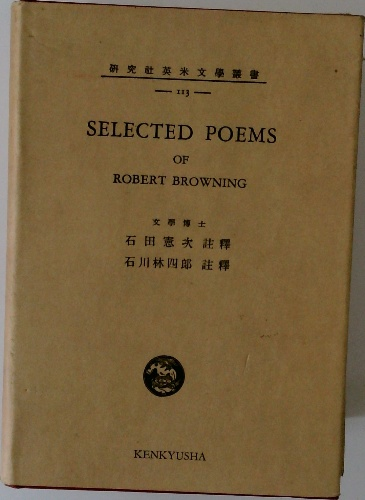 研究社英米文學叢書
— 113 —
SELECTED POEMS
OF
ROBERT BROWNING
文學博士
石田憲次 註釋
石川林四郎 註釋
KENKYUSHA